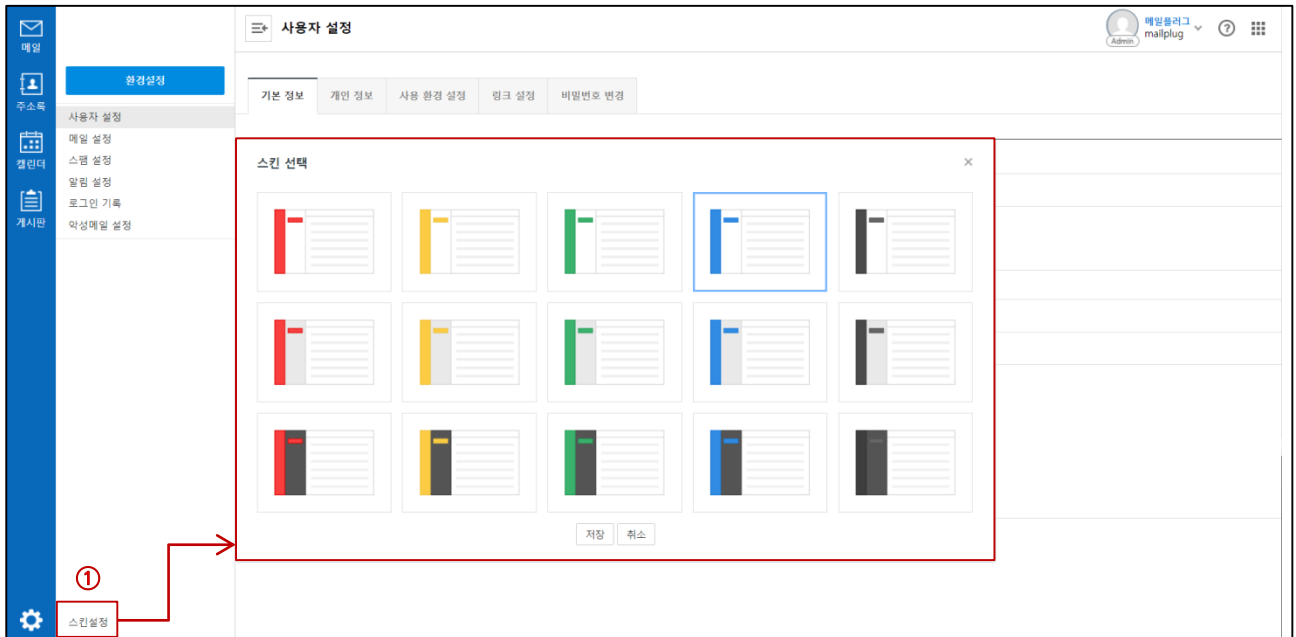 메일
주소록
캘린더
게시판
환경설정
사용자 설정
메일 설정
스팸 설정
알림 설정
로그인 기록
악성메일 설정
①
스킨설정
사용자 설정
Admin
메일플러그
mailplug
기본 정보 개인 정보 사용 환경 설정 링크 설정 비밀번호 변경
스킨 선택
저장 취소